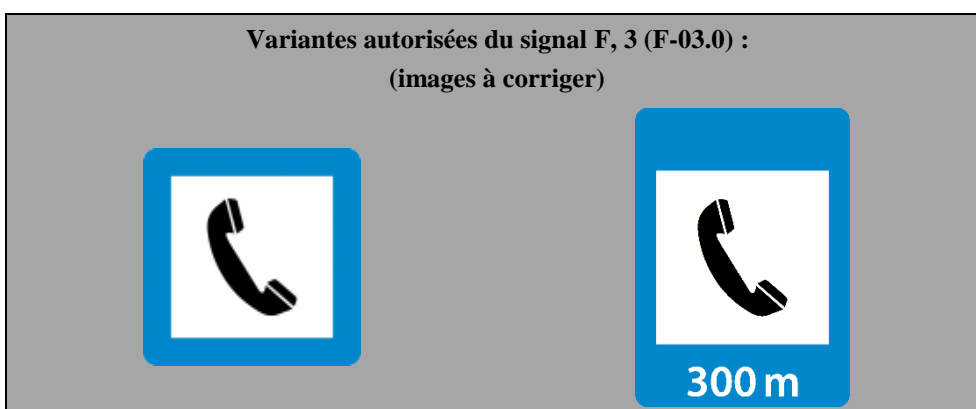 Variantes autorisées du signal F, 3 (F-03.0) :
(images à corriger)
300 m